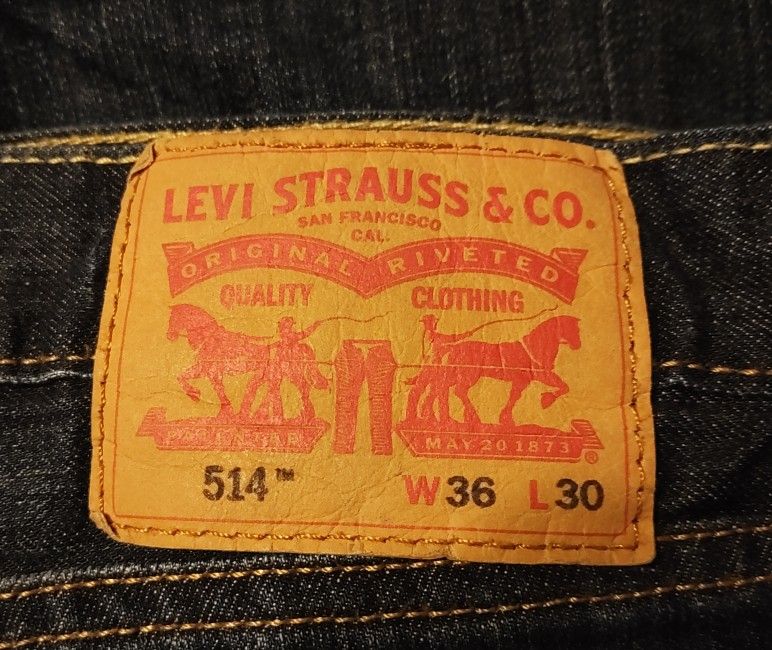 LEVI STRAUSS & CO.
SAN FRANCISCO
CAL.
ORIGINAL RIVETED
QUALITY CLOTHING
MAY 20 1873 ®
514™ W36 L30